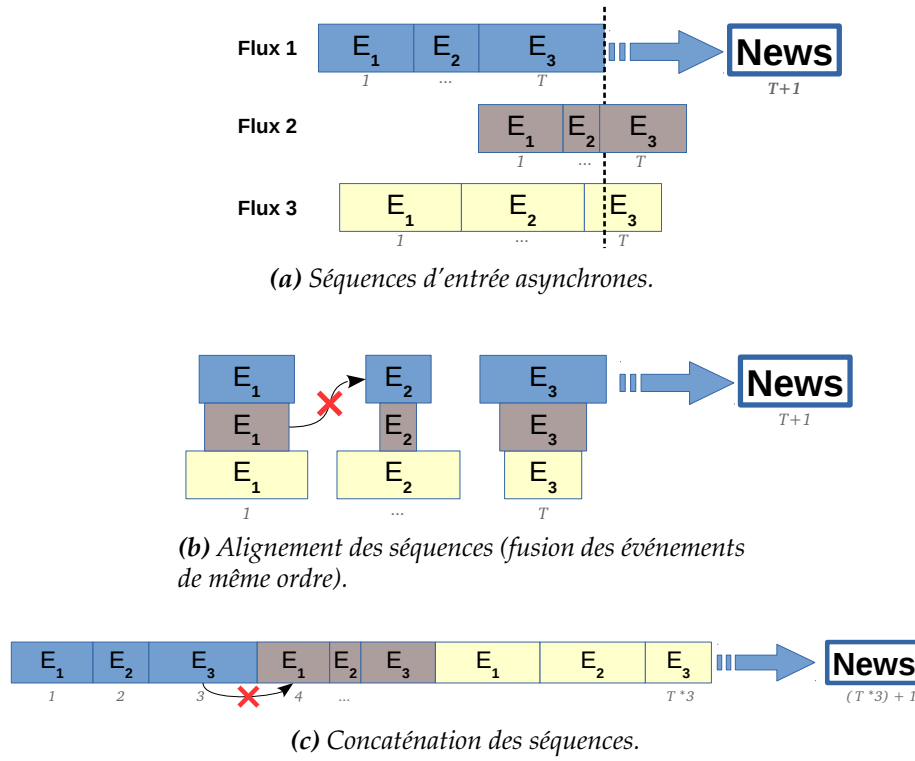 Flux 1 E1 E2 E3 News
1 ... T T+1
Flux 2 E1 E2 E3
1 ... T
Flux 3 E1 E2 E3
1 ... T
(a) Séquences d'entrée asynchrones.
E1 E2 E3 News
E1 E2 E3 T+1
E1 E2 E3
1 ... T
(b) Alignement des séquences (fusion des événements
de même ordre).
E1 E2 E3 E1 E2 E3 E1 E2 E3 News
1 2 3 4 ... T*3 (T*3) + 1
(c) Concaténation des séquences.